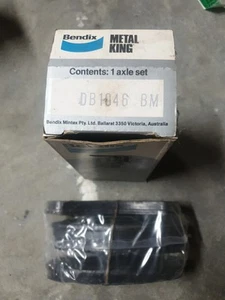 Bendix
METAL
KING
Contents: 1 axle set
DB1046 BM
Bendix Mintex Pty. Ltd. Ballarat 3350 Victoria, Australia